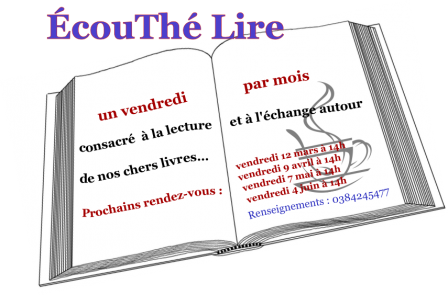 ÉcouThé Lire
un vendredi
consacré à la lecture
de nos chers livres...
Prochains rendez-vous :
par mois
et à l'échange autour
vendredi 12 mars à 14h
vendredi 9 avril à 14h
vendredi 7 mai à 14h
vendredi 4 juin à 14h
Renseignements : 0384245477